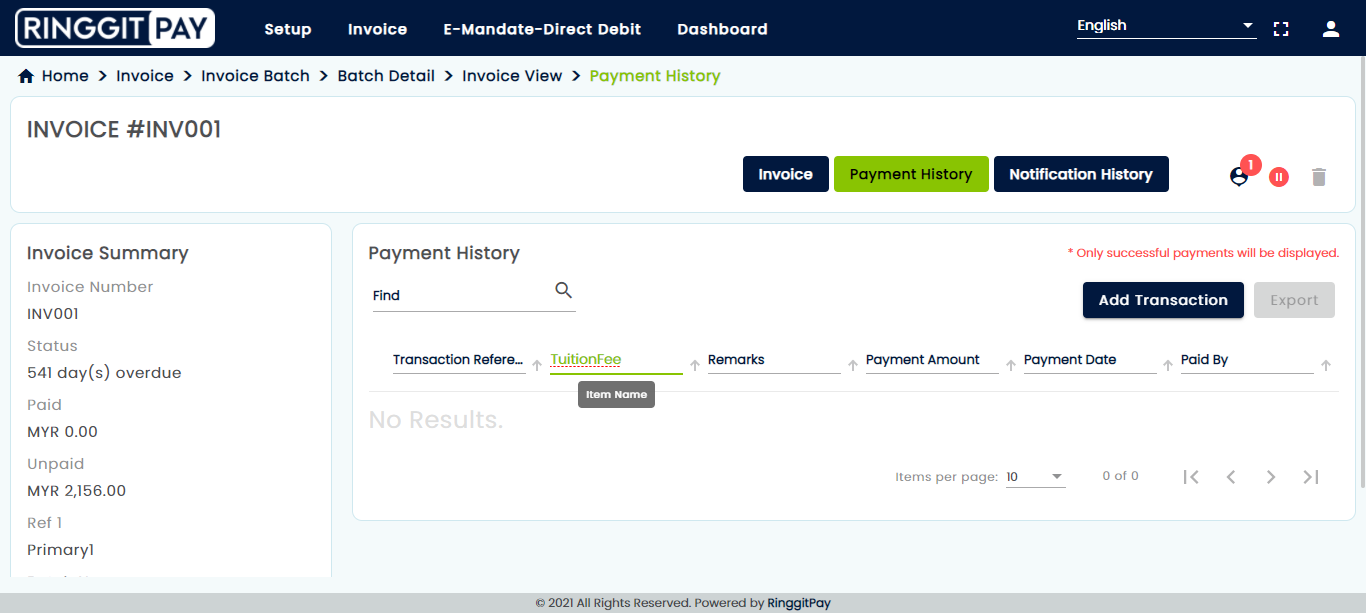 RINGGIT PAY
Setup Invoice E-Mandate-Direct Debit Dashboard
English
Home > Invoice > Invoice Batch > Batch Detail > Invoice View > Payment History
INVOICE #INV001
Invoice Payment History Notification History
1
Invoice Summary
Invoice Number
INV001
Status
541 day(s) overdue
Paid
MYR 0.00
Unpaid
MYR 2,156.00
Ref 1
Primary1
Payment History
* Only successful payments will be displayed.
Find
Add Transaction Export
Transaction Refere... TuitionFee Remarks Payment Amount Payment Date Paid By
Item Name
No Results.
Items per page: 10 0 of 0
© 2021 All Rights Reserved. Powered by RinggitPay